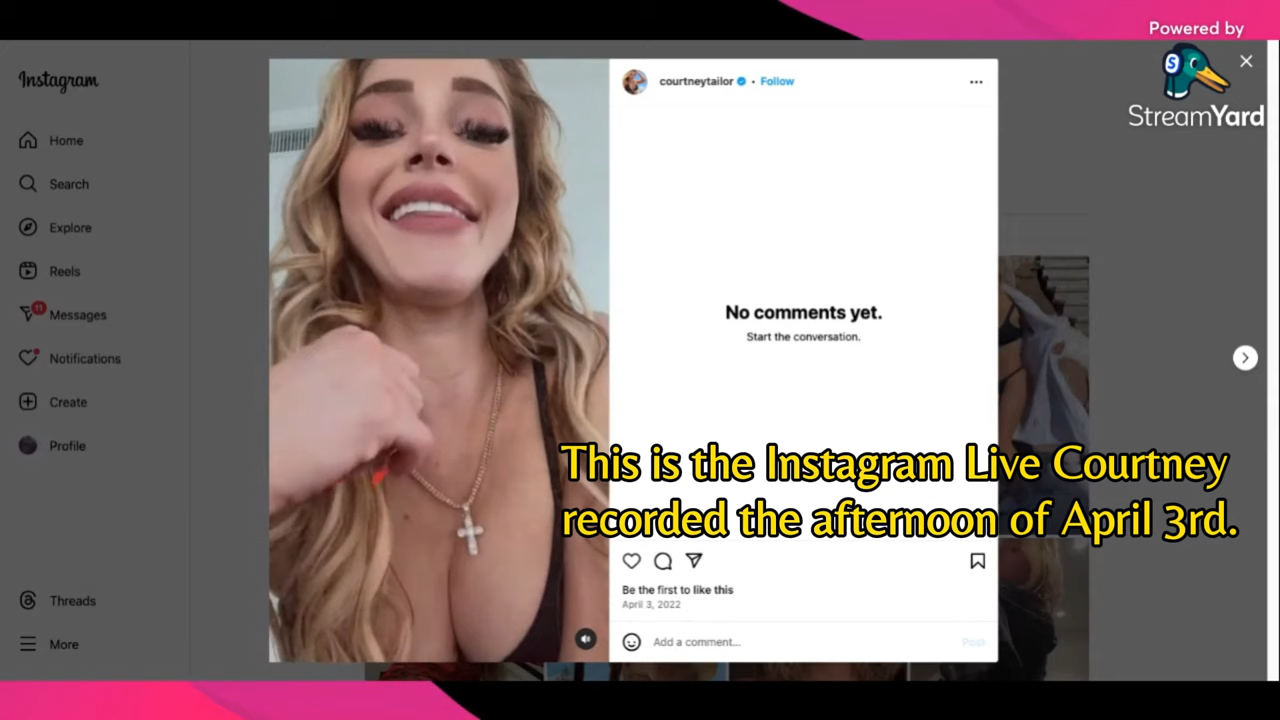 Powered by
StreamYard
Instagram
Home
Search
Explore
Reels
11
Messages
Notifications
Create
Profile
Threads
More
courtneytailor • Follow
No comments yet.
Start the conversation.
This is the Instagram Live Courtney
recorded the afternoon of April 3rd.
Be the first to like this
April 3, 2022
Add a comment...
Post